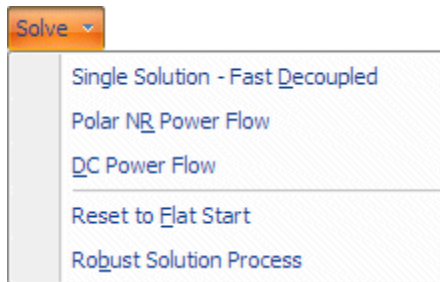 Solve
Single Solution - Fast Decoupled
Polar NR Power Flow
DC Power Flow
Reset to Flat Start
Robust Solution Process